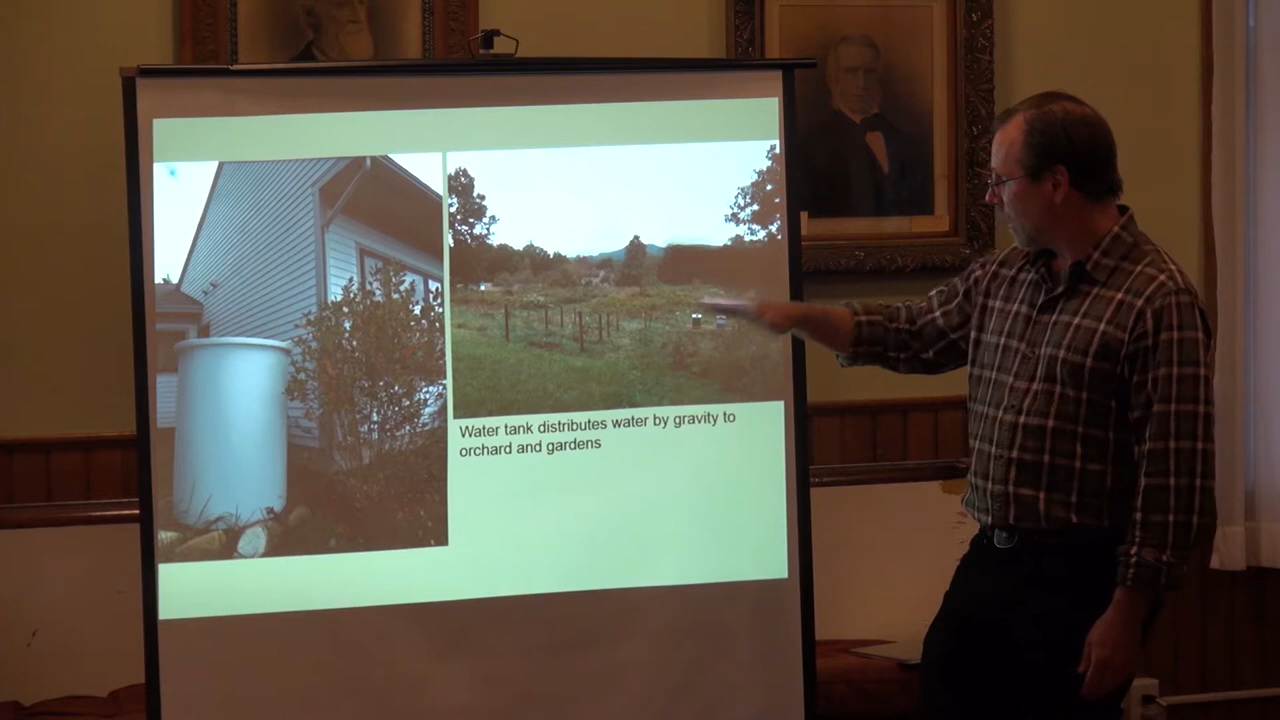 Water tank distributes water by gravity to
orchard and gardens